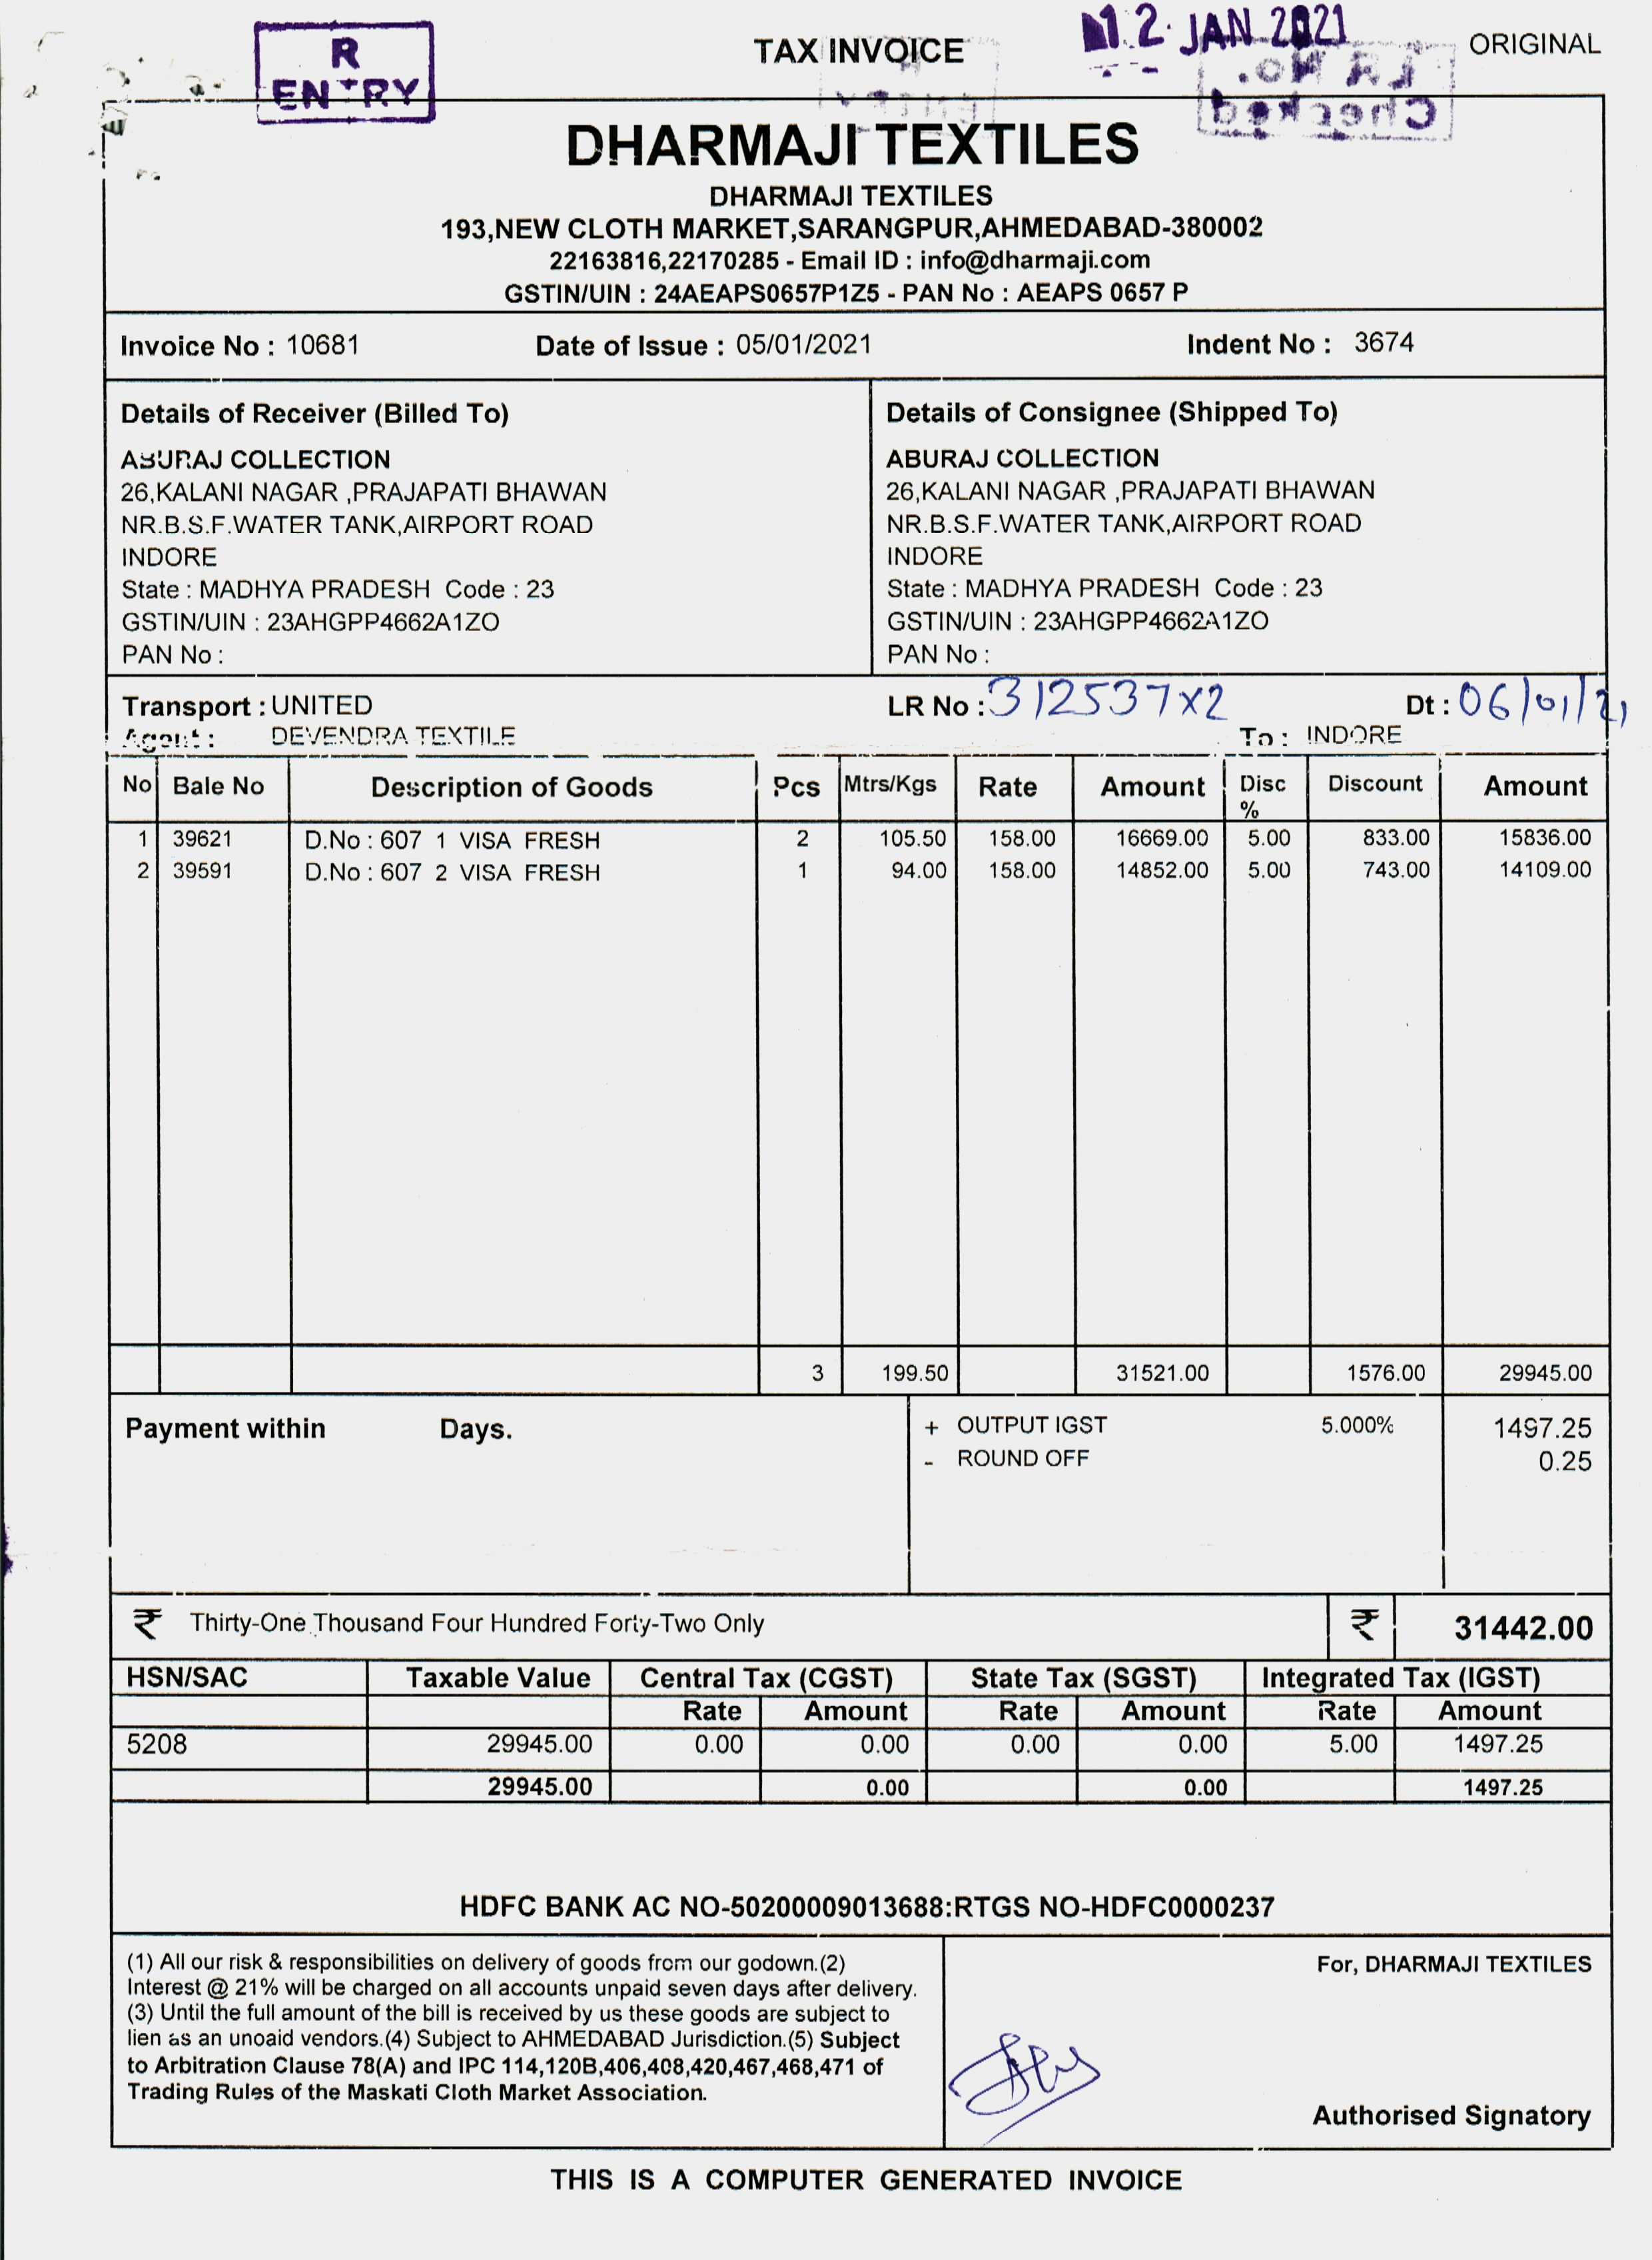 R
ENTRY
TAX INVOICE
12 JAN 2021
ORIGINAL
LR No.
Checked
DHARMAJI TEXTILES
DHARMAJI TEXTILES
193,NEW CLOTH MARKET,SARANGPUR,AHMEDABAD-380002
22163816,22170285 - Email ID : info@dharmaji.com
GSTIN/UIN : 24AEAPS0657P1Z5 - PAN No : AEAPS 0657 P
Invoice No : 10681 Date of Issue : 05/01/2021 Indent No : 3674
Details of Receiver (Billed To)
ABURAJ COLLECTION
26,KALANI NAGAR ,PRAJAPATI BHAWAN
NR.B.S.F.WATER TANK,AIRPORT ROAD
INDORE
State : MADHYA PRADESH Code : 23
GSTIN/UIN : 23AHGPP4662A1ZO
PAN No :
Details of Consignee (Shipped To)
ABURAJ COLLECTION
26,KALANI NAGAR ,PRAJAPATI BHAWAN
NR.B.S.F.WATER TANK,AIRPORT ROAD
INDORE
State : MADHYA PRADESH Code : 23
GSTIN/UIN : 23AHGPP4662A1ZO
PAN No :
Transport : UNITED LR No : 312537x2 Dt : 06/01/21
Agent : DEVENDRA TEXTILE To : INDORE
No Bale No Description of Goods Pcs Mtrs/Kgs Rate Amount Disc % Discount Amount
1 39621 D.No : 607 1 VISA FRESH 2 105.50 158.00 16669.00 5.00 833.00 15836.00
2 39591 D.No : 607 2 VISA FRESH 1 94.00 158.00 14852.00 5.00 743.00 14109.00
3 199.50 31521.00 1576.00 29945.00
Payment within Days.
+ OUTPUT IGST 5.000% 1497.25
- ROUND OFF 0.25
₹ Thirty-One Thousand Four Hundred Forty-Two Only ₹ 31442.00
HSN/SAC Taxable Value Central Tax (CGST) State Tax (SGST) Integrated Tax (IGST)
Rate Amount Rate Amount Rate Amount
5208 29945.00 0.00 0.00 0.00 0.00 5.00 1497.25
29945.00 0.00 0.00 1497.25
HDFC BANK AC NO-50200009013688:RTGS NO-HDFC0000237
(1) All our risk & responsibilities on delivery of goods from our godown.(2)
Interest @ 21% will be charged on all accounts unpaid seven days after delivery.
(3) Until the full amount of the bill is received by us these goods are subject to
lien as an unoaid vendors.(4) Subject to AHMEDABAD Jurisdiction.(5) Subject
to Arbitration Clause 78(A) and IPC 114,120B,406,408,420,467,468,471 of
Trading Rules of the Maskati Cloth Market Association.
For, DHARMAJI TEXTILES
Authorised Signatory
THIS IS A COMPUTER GENERATED INVOICE